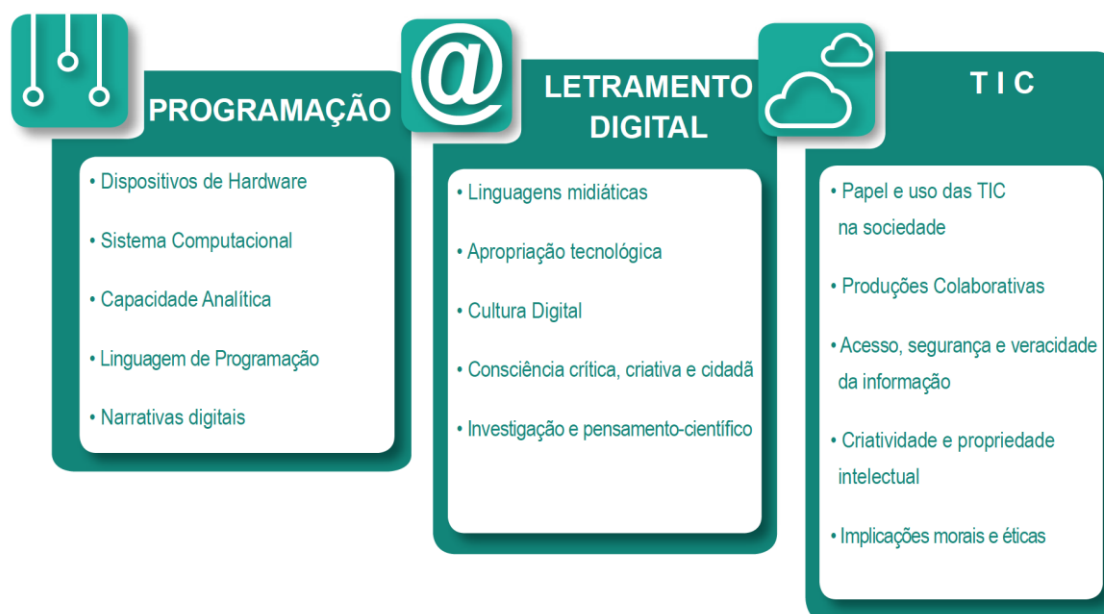 PROGRAMAÇÃO
• Dispositivos de Hardware
• Sistema Computacional
• Capacidade Analítica
• Linguagem de Programação
• Narrativas digitais
@
LETRAMENTO
DIGITAL
• Linguagens midiáticas
• Apropriação tecnológica
• Cultura Digital
• Consciência crítica, criativa e cidadã
• Investigação e pensamento-científico
T I C
• Papel e uso das TIC
na sociedade
• Produções Colaborativas
• Acesso, segurança e veracidade
da informação
• Criatividade e propriedade
intelectual
• Implicações morais e éticas